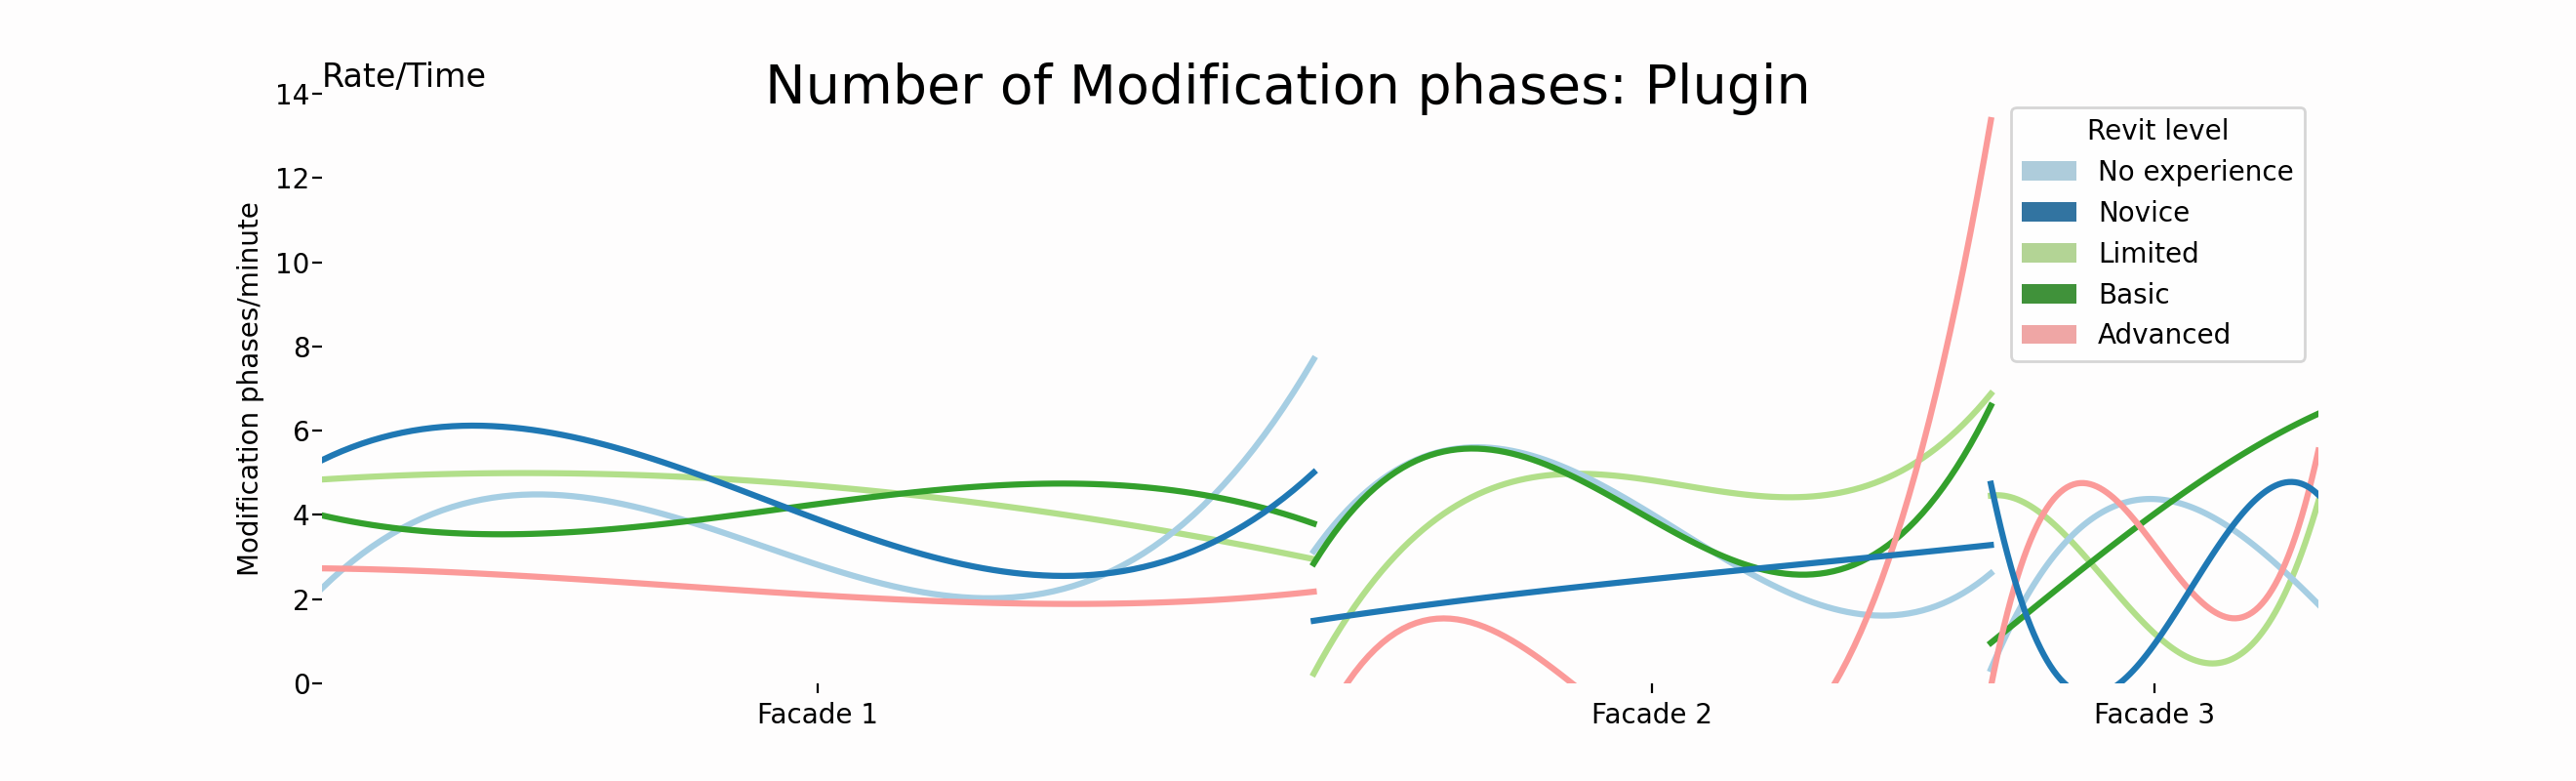 Number of Modification phases: Plugin
Rate/Time
Modification phases/minute
14
12
10
8
6
4
2
0
Facade 1
Facade 2
Facade 3
Revit level
No experience
Novice
Limited
Basic
Advanced